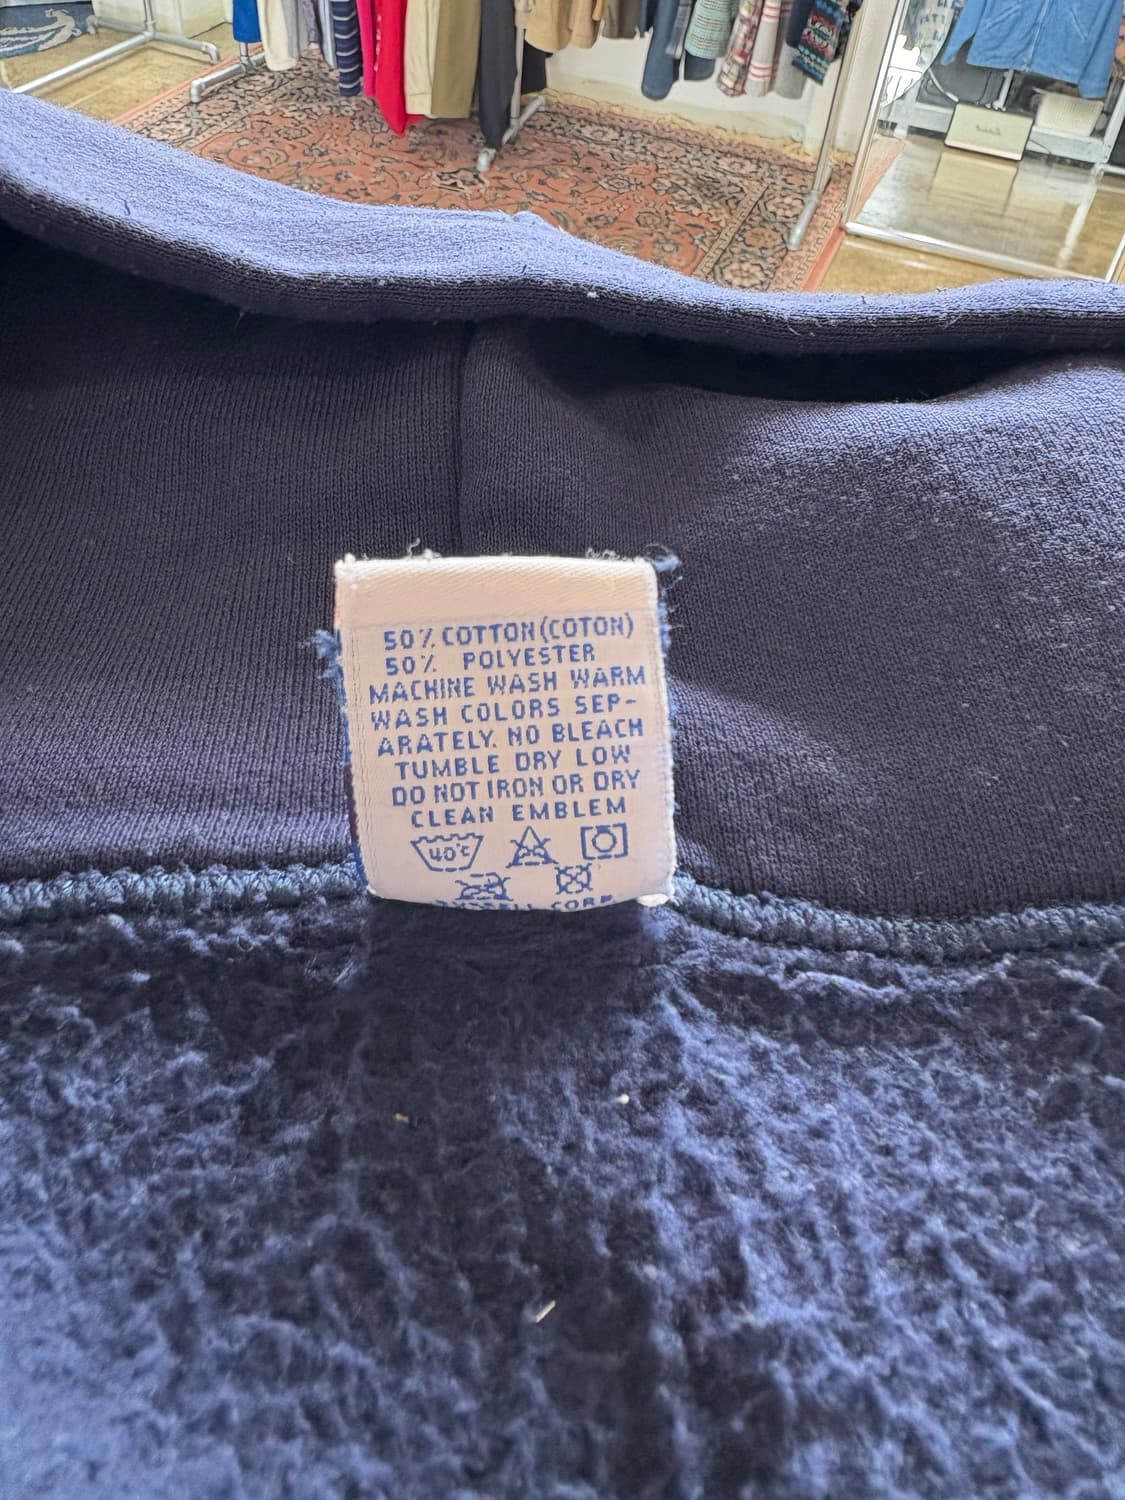 50% COTTON (COTON)
50% POLYESTER
MACHINE WASH WARM
WASH COLORS SEP-
ARATELY. NO BLEACH
TUMBLE DRY LOW
DO NOT IRON OR DRY
CLEAN EMBLEM
40°C
CORP.